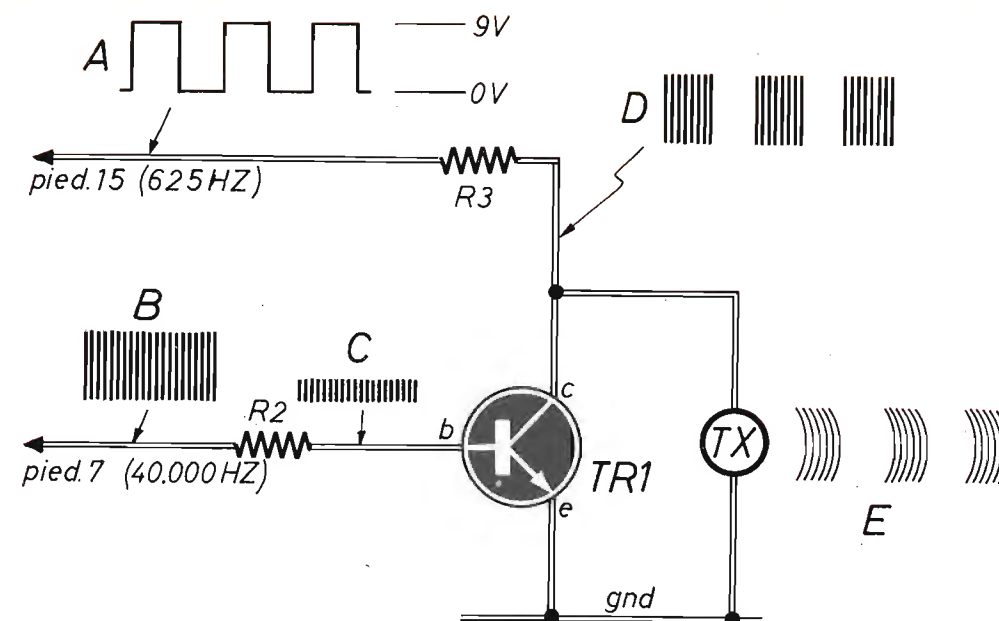 A
9V
0V
D
pied.15 (625HZ)
R3
B
C
R2
b
c
pied.7 (40.000HZ)
TR1
e
TX
E
gnd